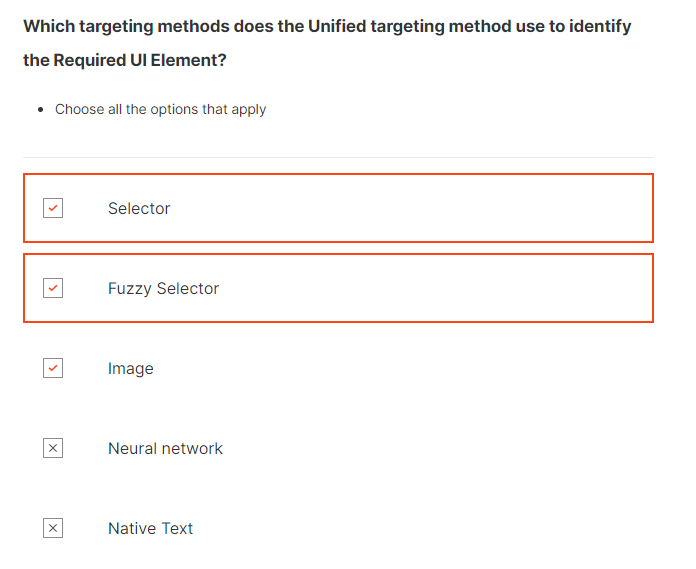 Which targeting methods does the Unified targeting method use to identify
the Required UI Element?
Choose all the options that apply
Selector
Fuzzy Selector
Image
Neural network
Native Text